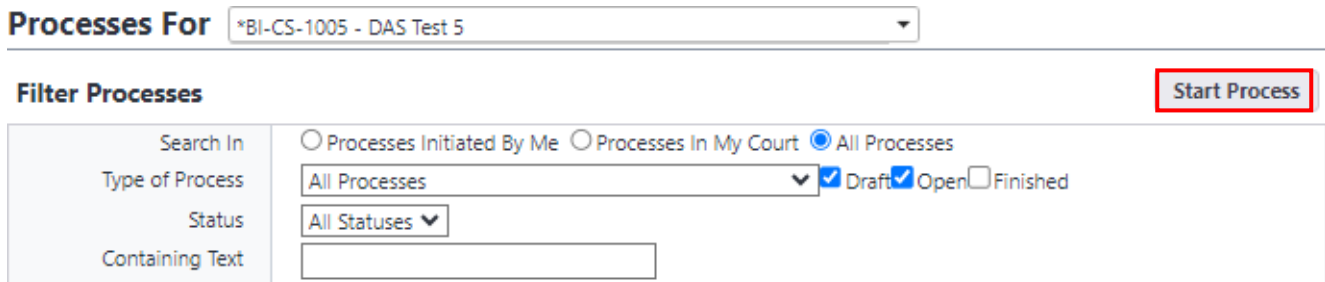 Processes For *BI-CS-1005 - DAS Test 5
Filter Processes Start Process
Search In Processes Initiated By Me Processes In My Court All Processes
Type of Process All Processes Draft Open Finished
Status All Statuses
Containing Text